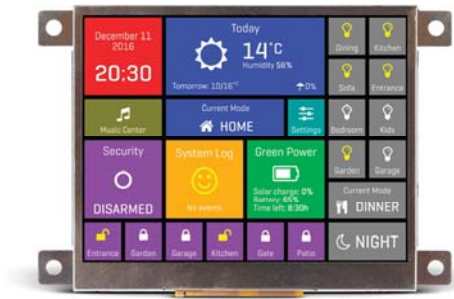 December 11
2016
20:30
Today
14°C
Humidity 56%
Tomorrow: 10/16°C
0%
Dining
Kitchen
Sofa
Entrance
Music Center
Current Mode
HOME
Settings
Bedroom
Kids
Security
DISARMED
System Log
No events
Green Power
Solar charge: 0%
Battery: 65%
Time left: 8:30h
Garden
Garage
Current Mode
DINNER
Entrance
Garden
Garage
Kitchen
Gate
Patio
NIGHT